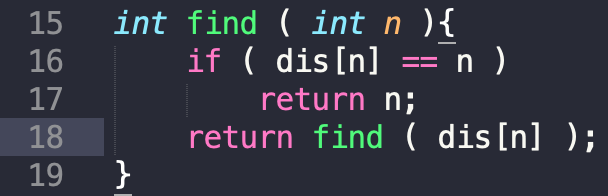 15 int find ( int n ){
16 if ( dis[n] == n )
17 return n;
18 return find ( dis[n] );
19 }